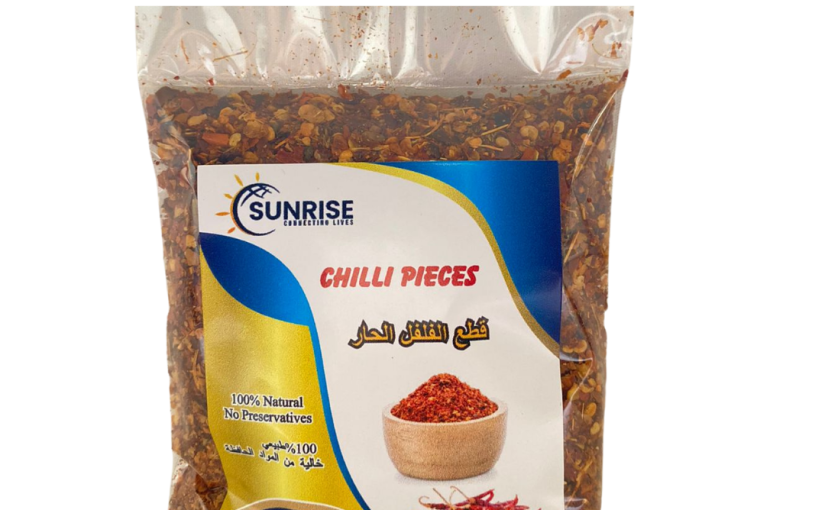 SUNRISE
CONNECTING LIVES
CHILLI PIECES
قطع الفلفل الحار
100% Natural
No Preservatives
100%طبيعي
خالية من المواد الحافظة